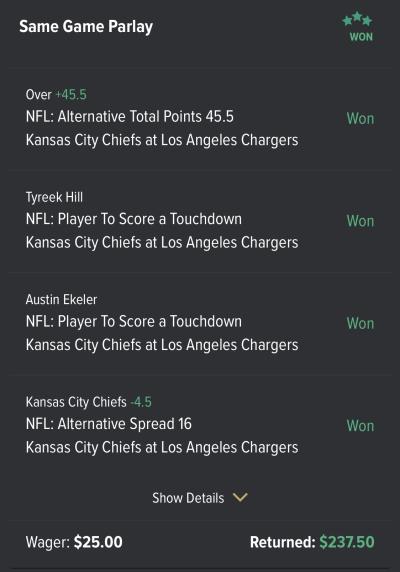 Same Game Parlay
WON
Over +45.5
NFL: Alternative Total Points 45.5
Won
Kansas City Chiefs at Los Angeles Chargers
Tyreek Hill
NFL: Player To Score a Touchdown
Won
Kansas City Chiefs at Los Angeles Chargers
Austin Ekeler
NFL: Player To Score a Touchdown
Won
Kansas City Chiefs at Los Angeles Chargers
Kansas City Chiefs -4.5
NFL: Alternative Spread 16
Won
Kansas City Chiefs at Los Angeles Chargers
Show Details
Wager: $25.00
Returned: $237.50